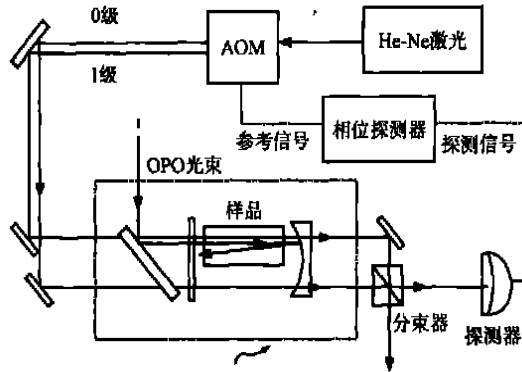 0级
AOM
He-Ne激光
1级
参考信号
相位探测器
探测信号
OPO光束
样品
分束器
探测器